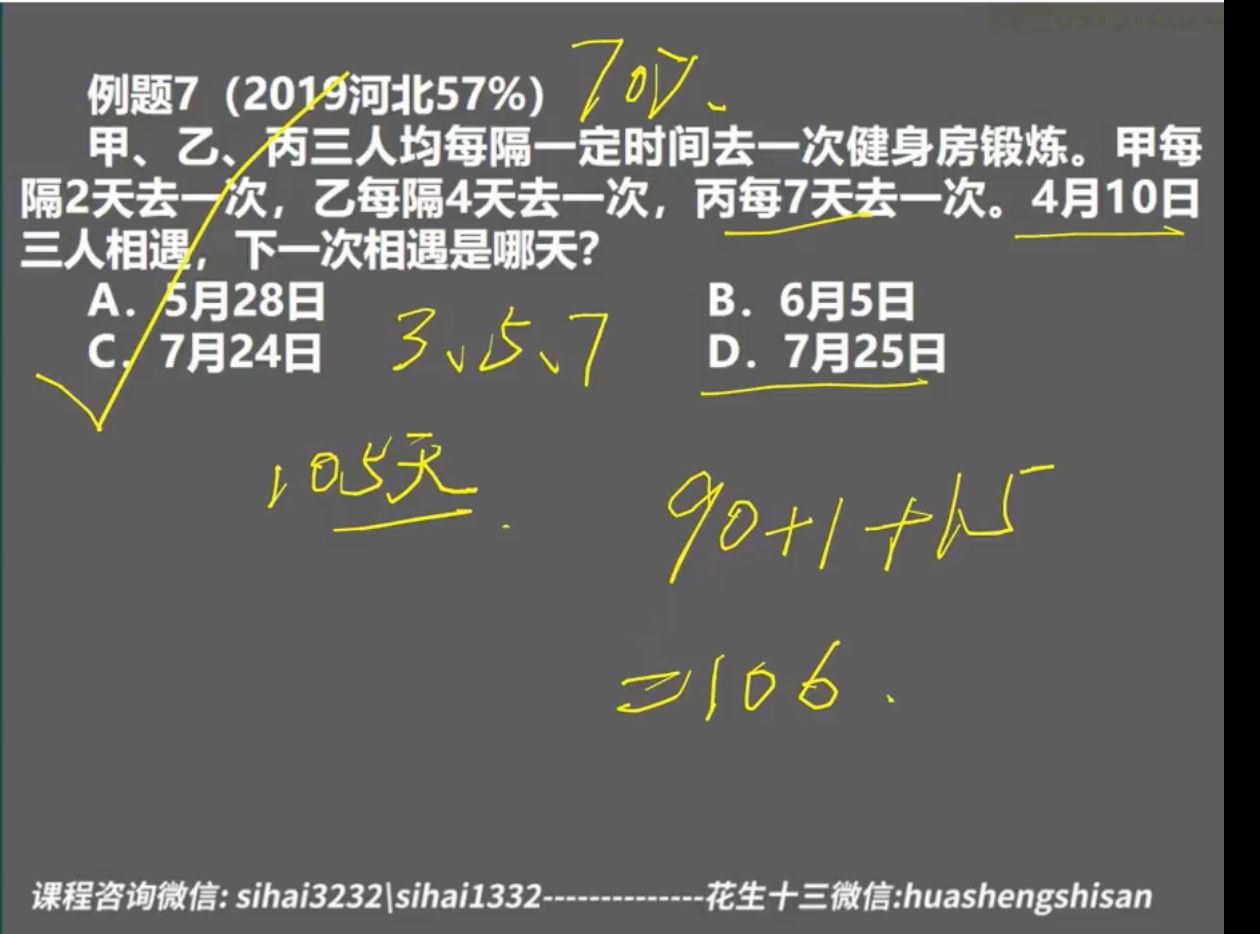 例题7（2019河北57%）
甲、乙、丙三人均每隔一定时间去一次健身房锻炼。甲每
隔2天去一次，乙每隔4天去一次，丙每7天去一次。4月10日
三人相遇，下一次相遇是哪天？
A．5月28日 B．6月5日
C．7月24日 D．7月25日
3、5、7
105天
90+1+15
=106.
课程咨询微信: sihai3232\sihai1332--------------花生十三微信:huashengshisan